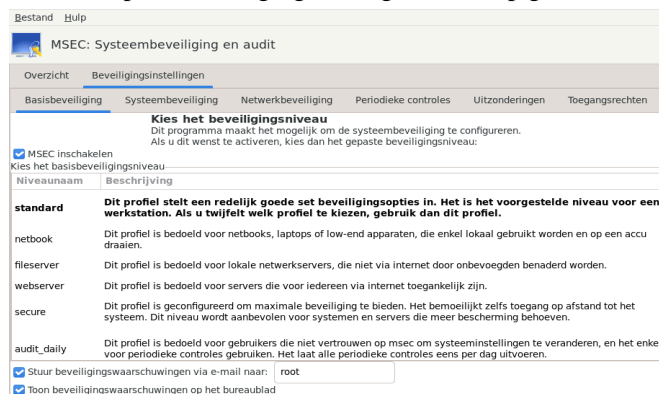 Bestand Hulp
MSEC: Systeembeveiliging en audit
Overzicht Beveiligingsinstellingen
Basisbeveiliging Systeembeveiliging Netwerkbeveiliging Periodieke controles Uitzonderingen Toegangsrechten
Kies het beveiligingsniveau
Dit programma maakt het mogelijk om de systeembeveiliging te configureren.
Als u dit wenst te activeren, kies dan het gepaste beveiligingsniveau:
MSEC inschakelen
Kies het basisbeveiligingsniveau
Niveaunaam Beschrijving
standard Dit profiel stelt een redelijk goede set beveiligingsopties in. Het is het voorgestelde niveau voor een
werkstation. Als u twijfelt welk profiel te kiezen, gebruik dan dit profiel.
netbook Dit profiel is bedoeld voor netbooks, laptops of low-end apparaten, die enkel lokaal gebruikt worden en op een accu
draaien.
fileserver Dit profiel is bedoeld voor lokale netwerkservers, die niet via internet door onbevoegden benaderd worden.
webserver Dit profiel is bedoeld voor servers die voor iedereen via internet toegankelijk zijn.
secure Dit profiel is geconfigureerd om maximale beveiliging te bieden. Het bemoeilijkt zelfs toegang op afstand tot het
systeem. Dit niveau wordt aanbevolen voor systemen en servers die meer bescherming behoeven.
audit_daily Dit profiel is bedoeld voor gebruikers die niet vertrouwen op msec om systeeminstellingen te veranderen, en het enke
voor periodieke controles gebruiken. Het laat alle periodieke controles eens per dag uitvoeren.
Stuur beveiligingswaarschuwingen via e-mail naar: root
Toon beveiligingswaarschuwingen op het bureaublad